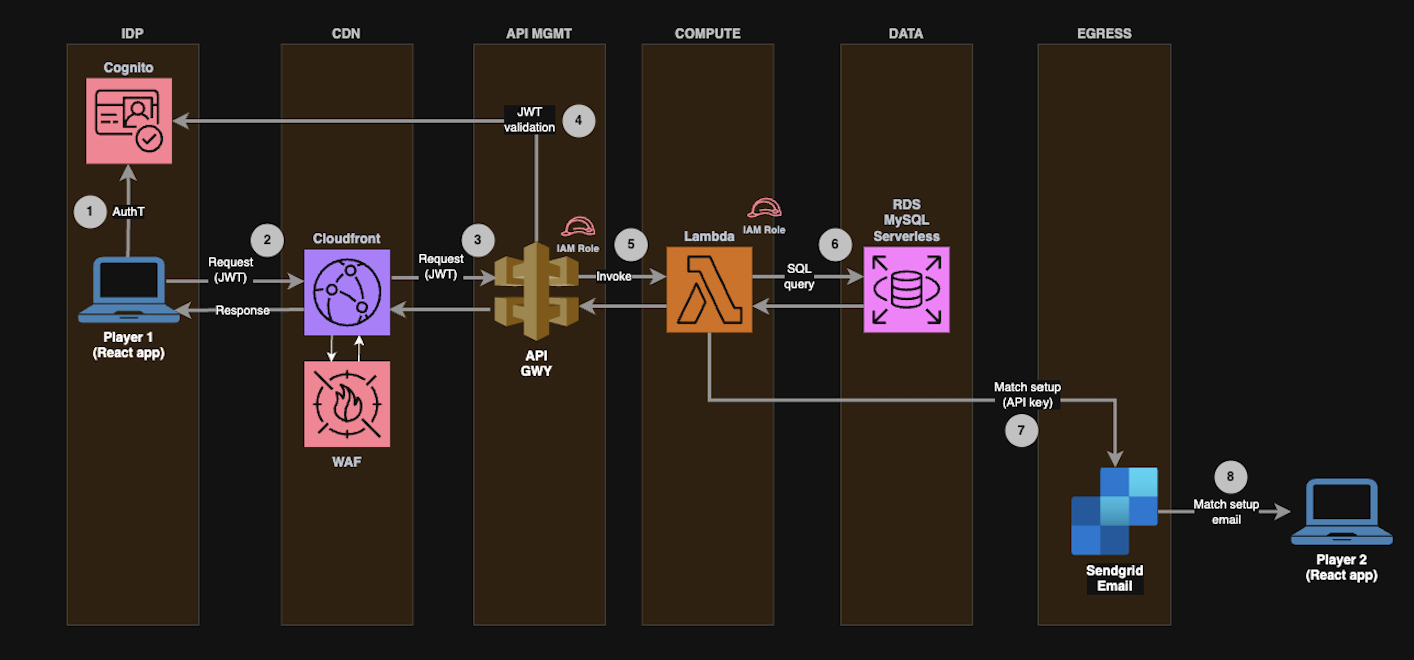 IDP
CDN
API MGMT
COMPUTE
DATA
EGRESS
Cognito
JWT
validation
4
1
AuthT
2
Cloudfront
3
IAM Role
5
IAM Role
Lambda
6
RDS
MySQL
Serverless
Request
(JWT)
Request
(JWT)
Invoke
SQL
query
Response
Player 1
(React app)
API
GWY
WAF
Match setup
(API key)
7
8
Match setup
email
Sendgrid
Email
Player 2
(React app)